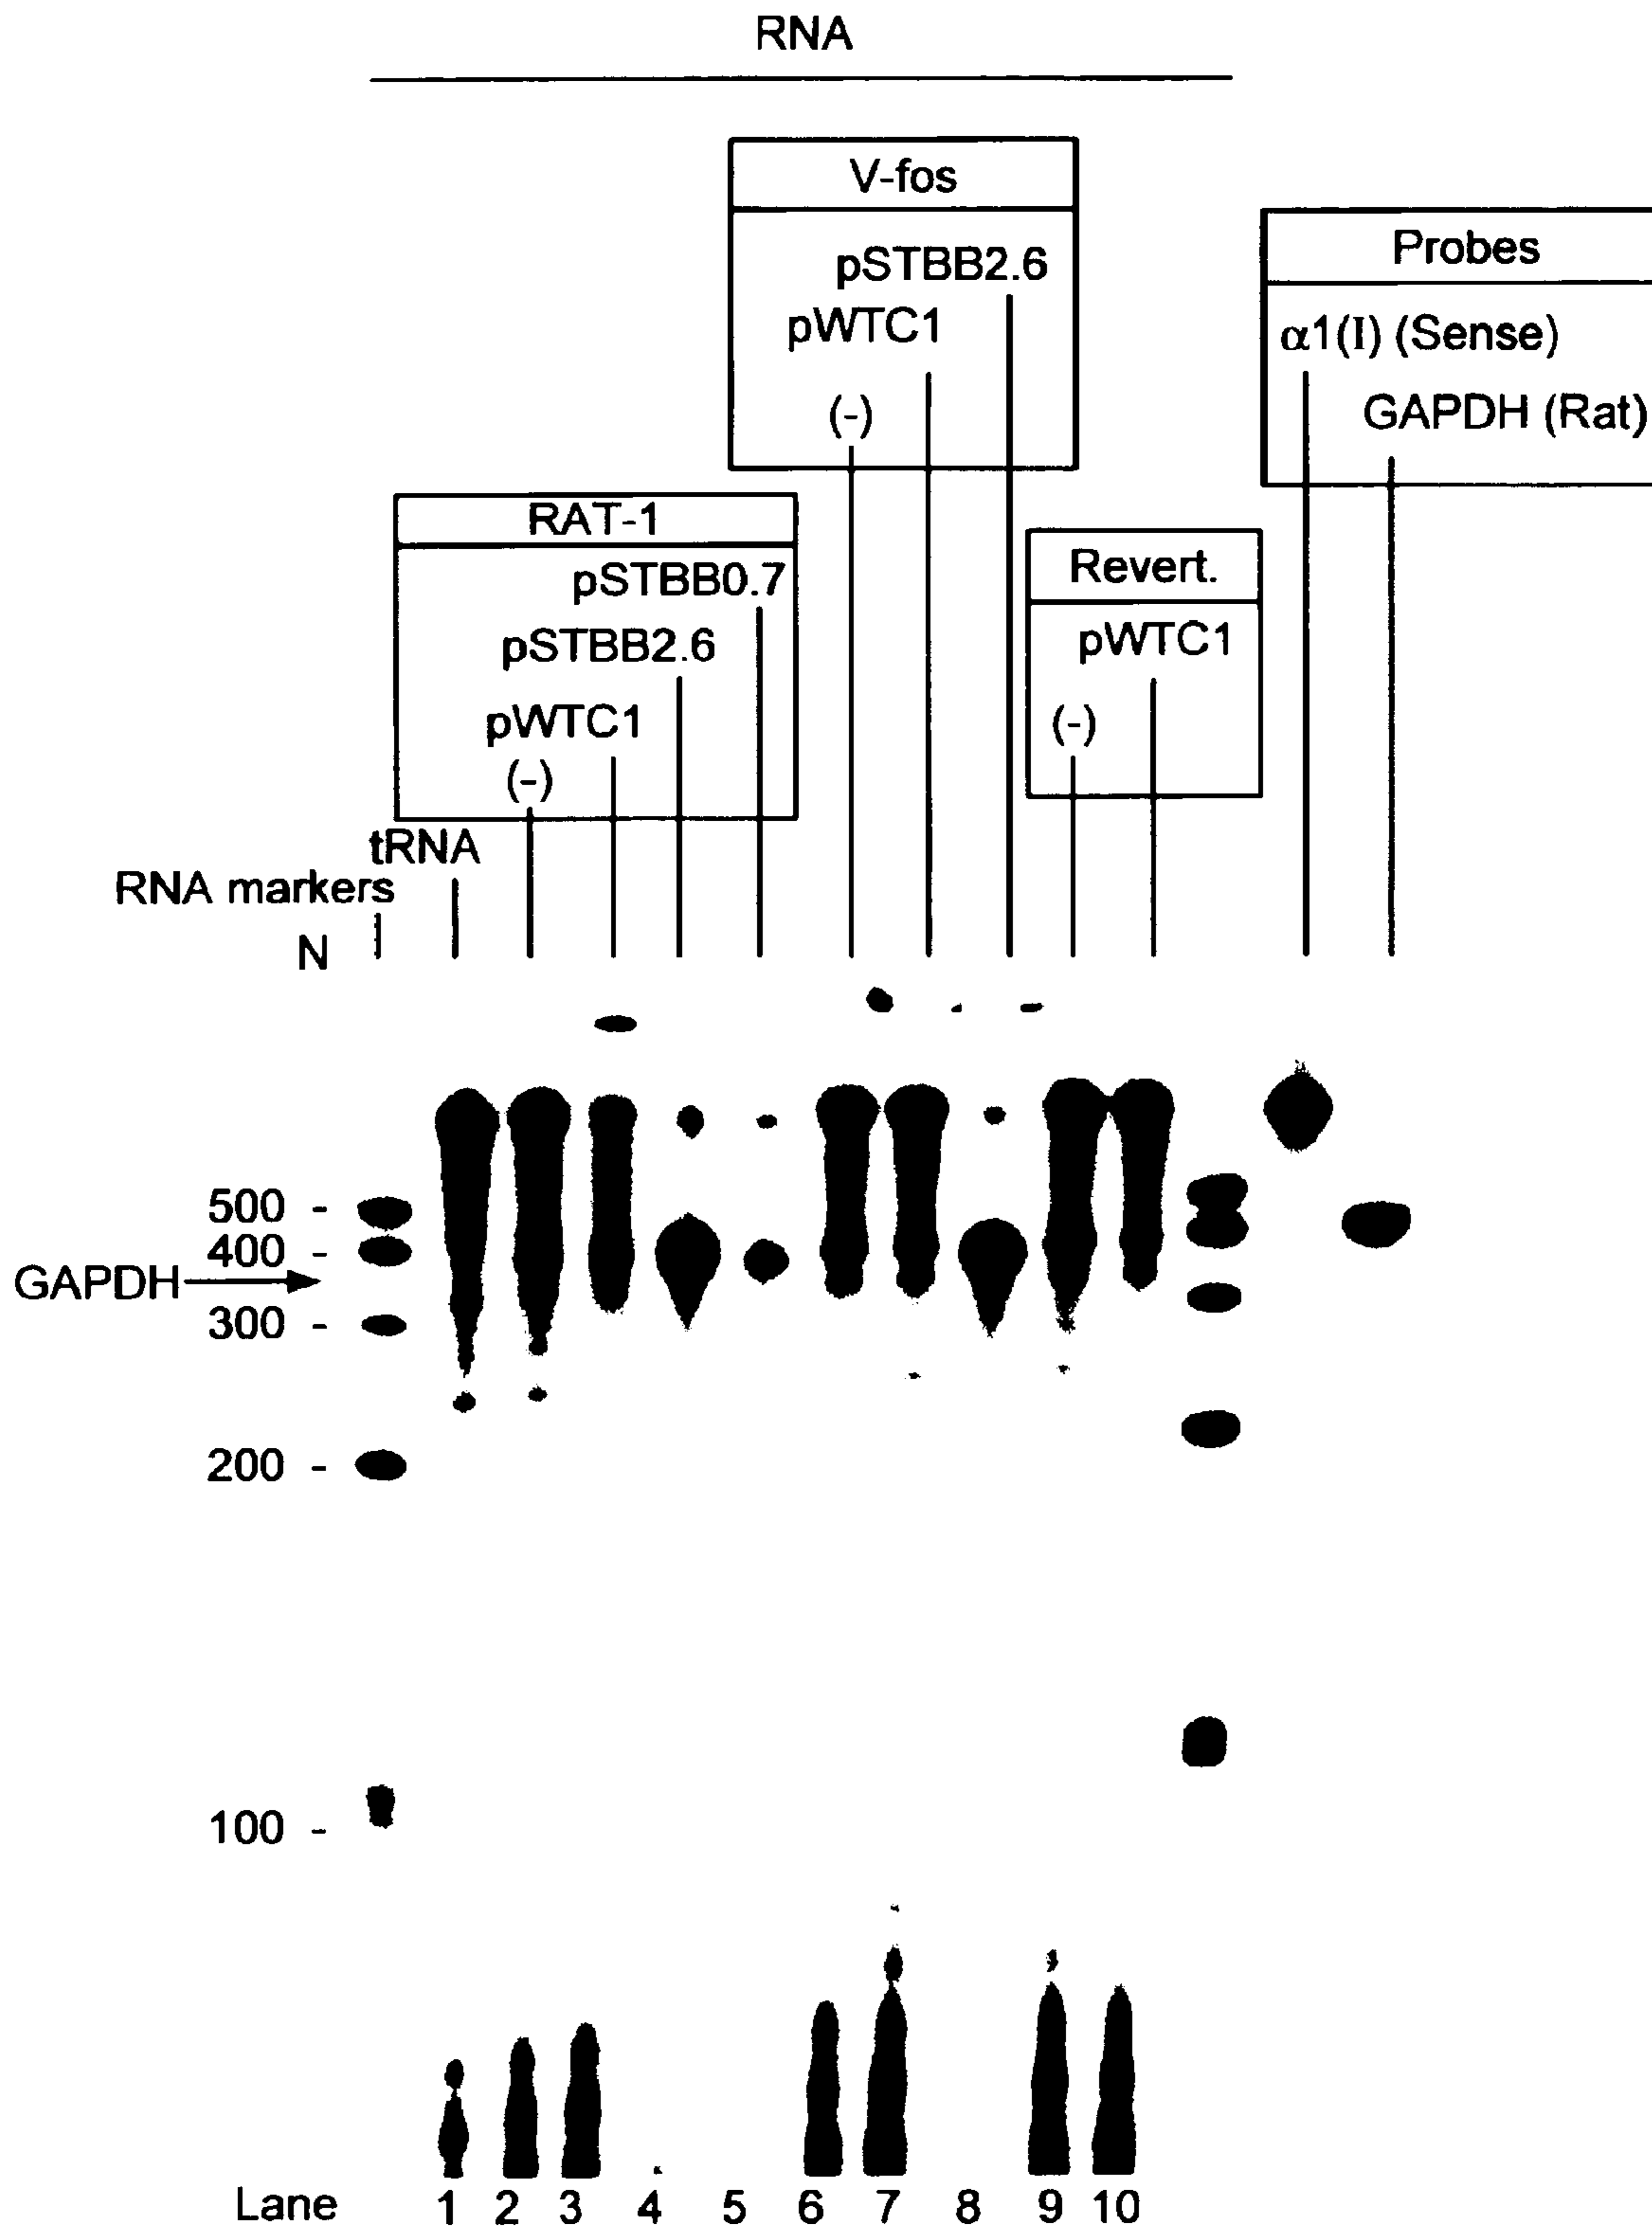 RNA
V-fos
pSTBB2.6
pWTC1
(-)
Probes
α1(I) (Sense)
GAPDH (Rat)
RAT-1
pSTBB0.7
pSTBB2.6
pWTC1
(-)
Revert.
pWTC1
(-)
tRNA
RNA markers
N
500 -
400 -
GAPDH
300 -
200 -
100 -
Lane 1 2 3 4 5 6 7 8 9 10